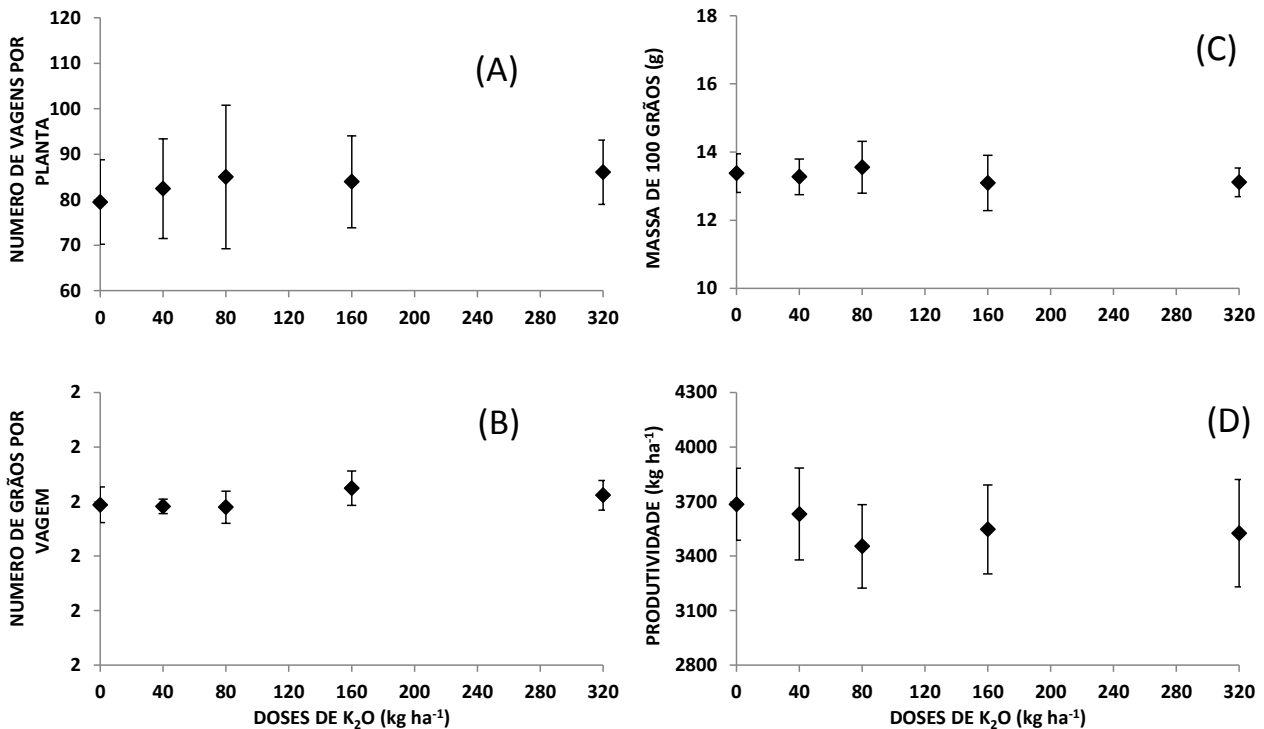 NUMERO DE VAGENS POR
PLANTA
120
110
100
90
80
70
60
(A)
0 40 80 120 160 200 240 280 320
MASSA DE 100 GRÃOS (g)
18
16
14
12
10
(C)
0 40 80 120 160 200 240 280 320
NUMERO DE GRÃOS POR
VAGEM
2
2
2
2
2
2
(B)
0 40 80 120 160 200 240 280 320
DOSES DE K₂O (kg ha⁻¹)
PRODUTIVIDADE (kg ha⁻¹)
4300
4000
3700
3400
3100
2800
(D)
0 40 80 120 160 200 240 280 320
DOSES DE K₂O (kg ha⁻¹)